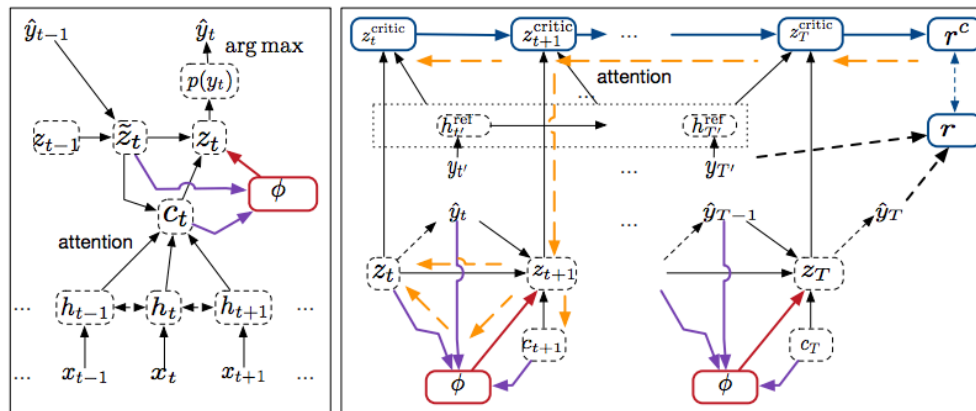 ŷ_{t−1} ŷ_t
arg max
p(y_t)
z_{t−1} z̃_t z_t
ϕ
c_t
attention
... h_{t−1} h_t h_{t+1} ...
... x_{t−1} x_t x_{t+1} ...
z_t^{critic} z_{t+1}^{critic} ... z_T^{critic} r^c
attention
...
h_{t'}^{ref} h_{T'}^{ref} r
y_{t'} ... y_{T'}
ŷ_t ... ŷ_{T−1} ŷ_T
z_t z_{t+1} z_T
c_{t+1} c_T
ϕ ϕ